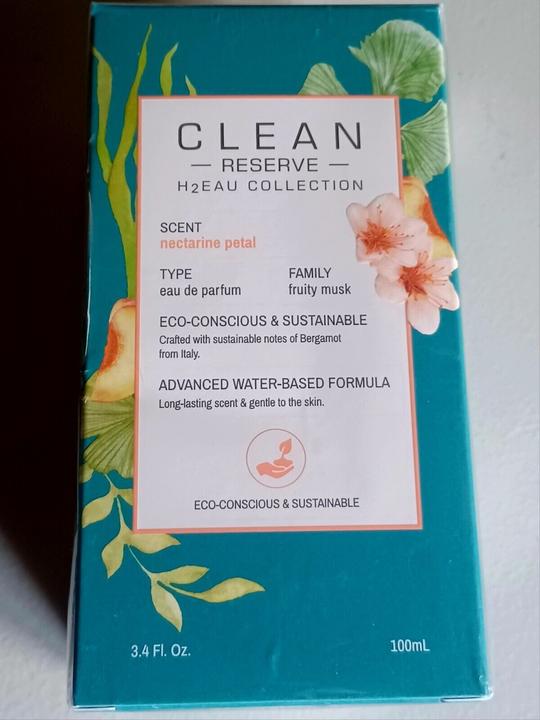 CLEAN
— RESERVE —
H2EAU COLLECTION
SCENT
nectarine petal
TYPE FAMILY
eau de parfum fruity musk
ECO-CONSCIOUS & SUSTAINABLE
Crafted with sustainable notes of Bergamot
from Italy.
ADVANCED WATER-BASED FORMULA
Long-lasting scent & gentle to the skin.
ECO-CONSCIOUS & SUSTAINABLE
3.4 Fl. Oz. 100mL